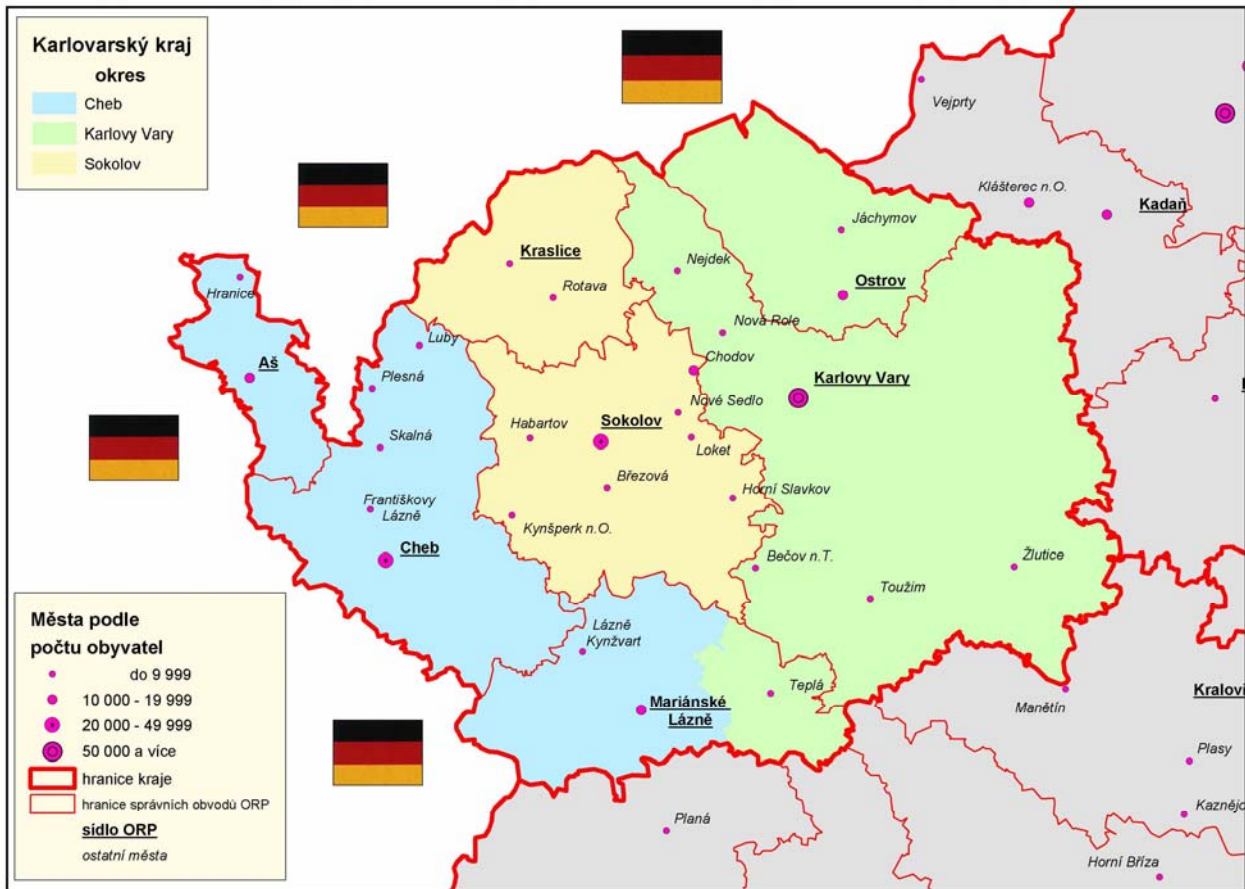 Karlovarský kraj
okres
Cheb
Karlovy Vary
Sokolov
Vejprty
Klášterec n.O.
Kadaň
Jáchymov
Kraslice
Nejdek
Hranice
Rotava
Ostrov
Nová Role
Luby
Aš
Chodov
Plesná
Karlovy Vary
Nové Sedlo
Habartov
Sokolov
Skalná
Loket
Březová
Horní Slavkov
Františkovy
Lázně
Kynšperk n.O.
Cheb
Bečov n.T.
Žlutice
Toužim
Města podle
počtu obyvatel
do 9 999
10 000 - 19 999
20 000 - 49 999
50 000 a více
hranice kraje
hranice správních obvodů ORP
sídlo ORP
ostatní města
Lázně
Kynžvart
Teplá
Mariánské
Lázně
Manětín
Kralovi
Plasy
Kaznějo
Planá
Horní Bříza